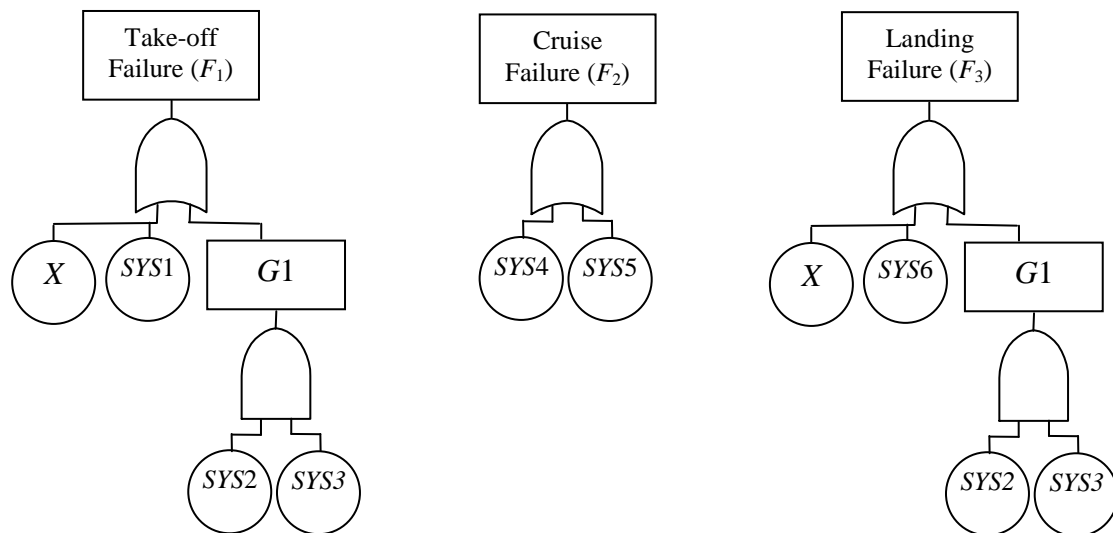 Take-off
Failure (F₁)
Cruise
Failure (F₂)
Landing
Failure (F₃)
X
SYS1
G1
SYS4
SYS5
X
SYS6
G1
SYS2
SYS3
SYS2
SYS3